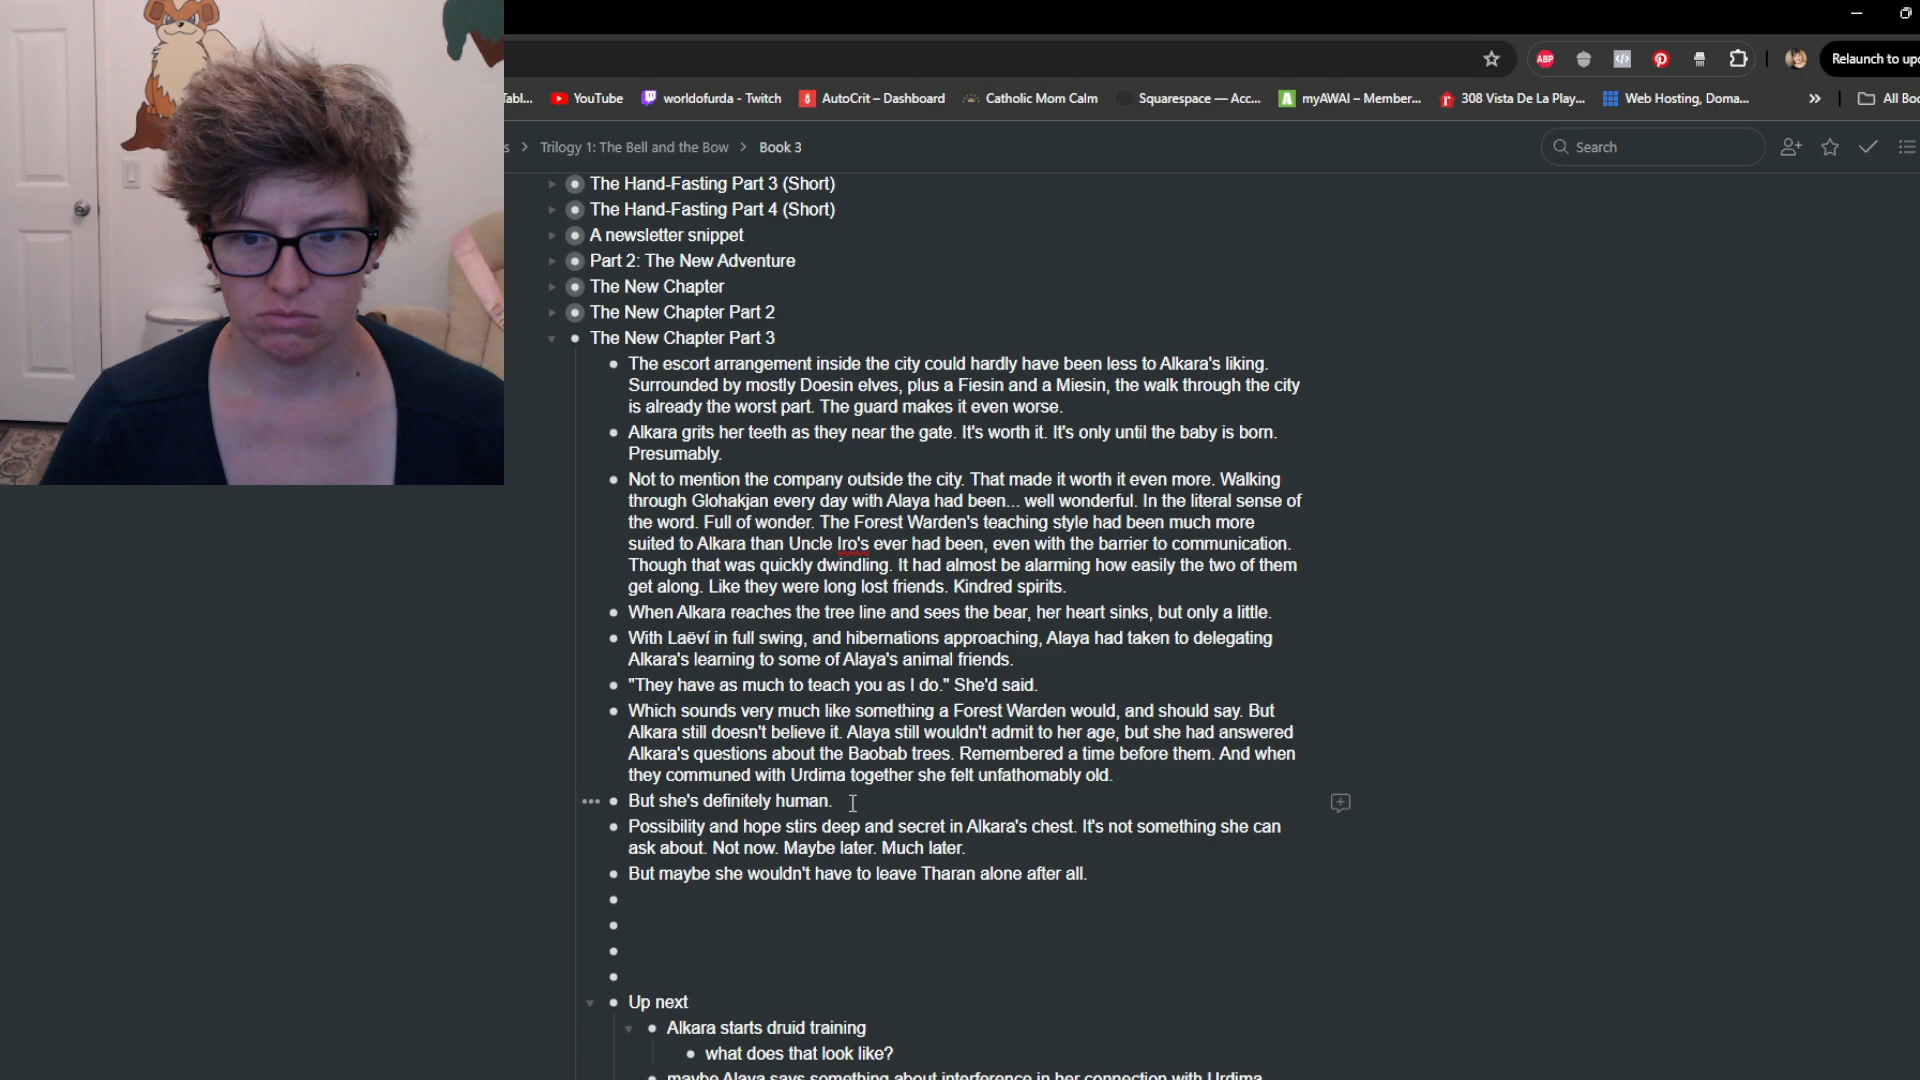 ABP
Relaunch to upd
Tabl...
YouTube
worldofurda - Twitch
AutoCrit – Dashboard
Catholic Mom Calm
Squarespace — Acc...
myAWAI – Member...
308 Vista De La Play...
Web Hosting, Doma...
»
All Boo
s > Trilogy 1: The Bell and the Bow > Book 3
Search
The Hand-Fasting Part 3 (Short)
The Hand-Fasting Part 4 (Short)
A newsletter snippet
Part 2: The New Adventure
The New Chapter
The New Chapter Part 2
The New Chapter Part 3
The escort arrangement inside the city could hardly have been less to Alkara's liking.
Surrounded by mostly Doesin elves, plus a Fiesin and a Miesin, the walk through the city
is already the worst part. The guard makes it even worse.
Alkara grits her teeth as they near the gate. It's worth it. It's only until the baby is born.
Presumably.
Not to mention the company outside the city. That made it worth it even more. Walking
through Glohakjan every day with Alaya had been... well wonderful. In the literal sense of
the word. Full of wonder. The Forest Warden's teaching style had been much more
suited to Alkara than Uncle Iro's ever had been, even with the barrier to communication.
Though that was quickly dwindling. It had almost be alarming how easily the two of them
get along. Like they were long lost friends. Kindred spirits.
When Alkara reaches the tree line and sees the bear, her heart sinks, but only a little.
With Laëví in full swing, and hibernations approaching, Alaya had taken to delegating
Alkara's learning to some of Alaya's animal friends.
"They have as much to teach you as I do." She'd said.
Which sounds very much like something a Forest Warden would, and should say. But
Alkara still doesn't believe it. Alaya still wouldn't admit to her age, but she had answered
Alkara's questions about the Baobab trees. Remembered a time before them. And when
they communed with Urdima together she felt unfathomably old.
But she's definitely human.
Possibility and hope stirs deep and secret in Alkara's chest. It's not something she can
ask about. Not now. Maybe later. Much later.
But maybe she wouldn't have to leave Tharan alone after all.
Up next
Alkara starts druid training
what does that look like?
maybe Alaya says something about interference in her connection with Urdima